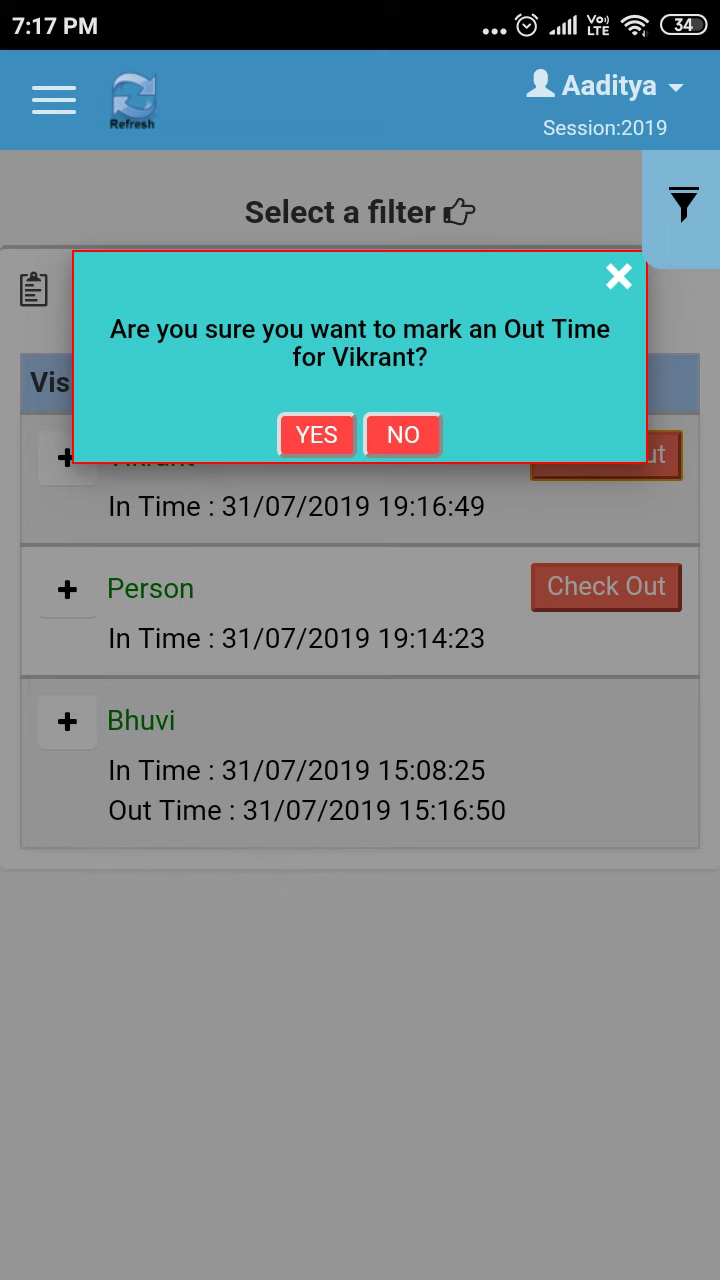 7:17 PM
Vo) LTE
34
Refresh
Aaditya
Session:2019
Select a filter
Are you sure you want to mark an Out Time
for Vikrant?
Vis
YES NO
In Time : 31/07/2019 19:16:49
Person
Check Out
In Time : 31/07/2019 19:14:23
Bhuvi
In Time : 31/07/2019 15:08:25
Out Time : 31/07/2019 15:16:50